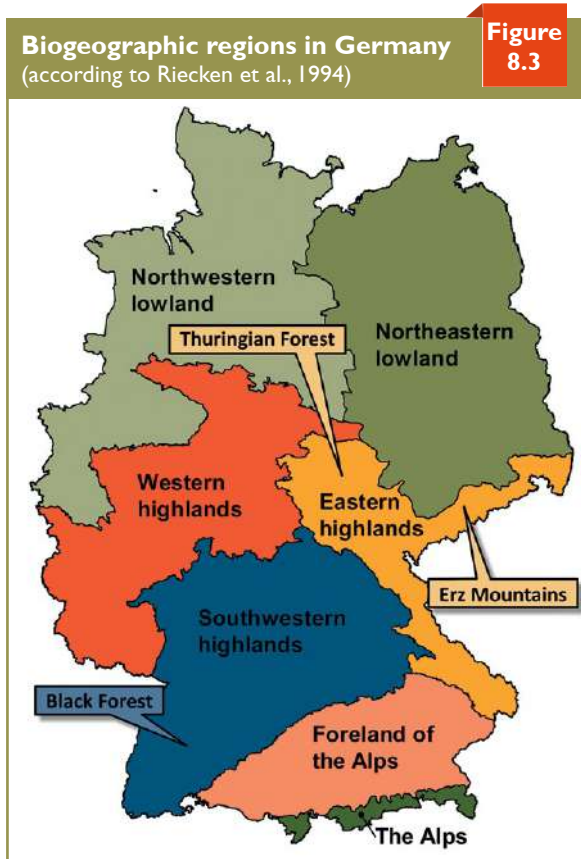 Biogeographic regions in Germany
(according to Riecken et al., 1994)
Figure
8.3
Northwestern
lowland
Thuringian Forest
Northeastern
lowland
Western
highlands
Eastern
highlands
Erz Mountains
Southwestern
highlands
Black Forest
Foreland of
the Alps
The Alps